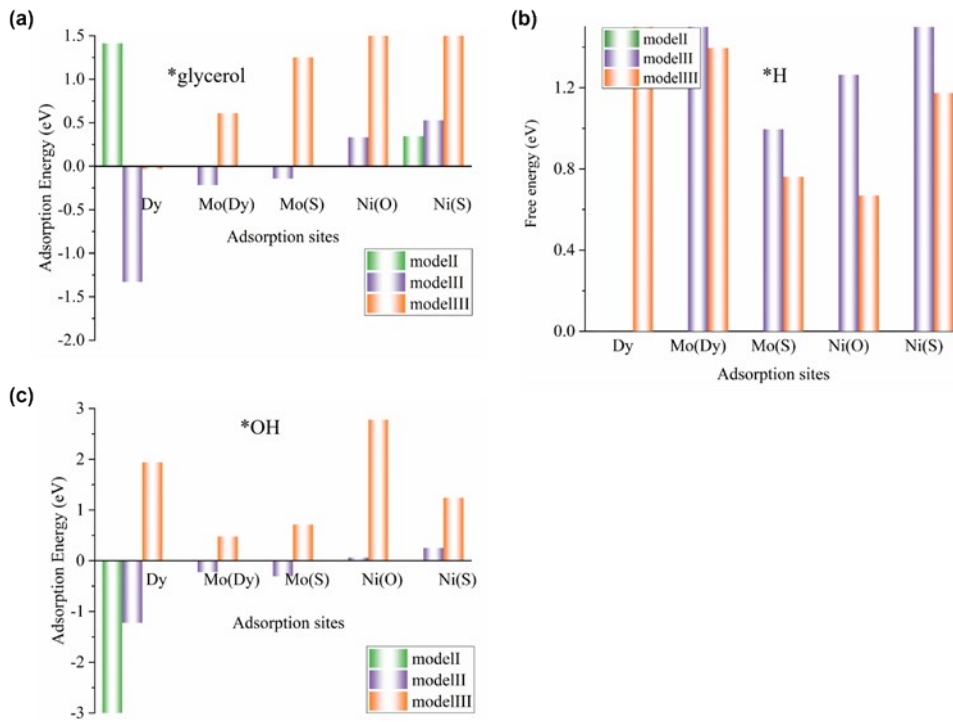 (a)
1.5
1.0
0.5
0.0
-0.5
-1.0
-1.5
-2.0
Adsorption Energy (eV)
*glycerol
Dy Mo(Dy) Mo(S) Ni(O) Ni(S)
Adsorption sites
modelI
modelII
modelIII
(b)
1.2
0.8
0.4
0.0
Free energy (eV)
modelI
modelII
modelIII
*H
Dy Mo(Dy) Mo(S) Ni(O) Ni(S)
Adsorption sites
(c)
3
2
1
0
-1
-2
-3
Adsorption Energy (eV)
*OH
Dy Mo(Dy) Mo(S) Ni(O) Ni(S)
Adsorption sites
modelI
modelII
modelIII